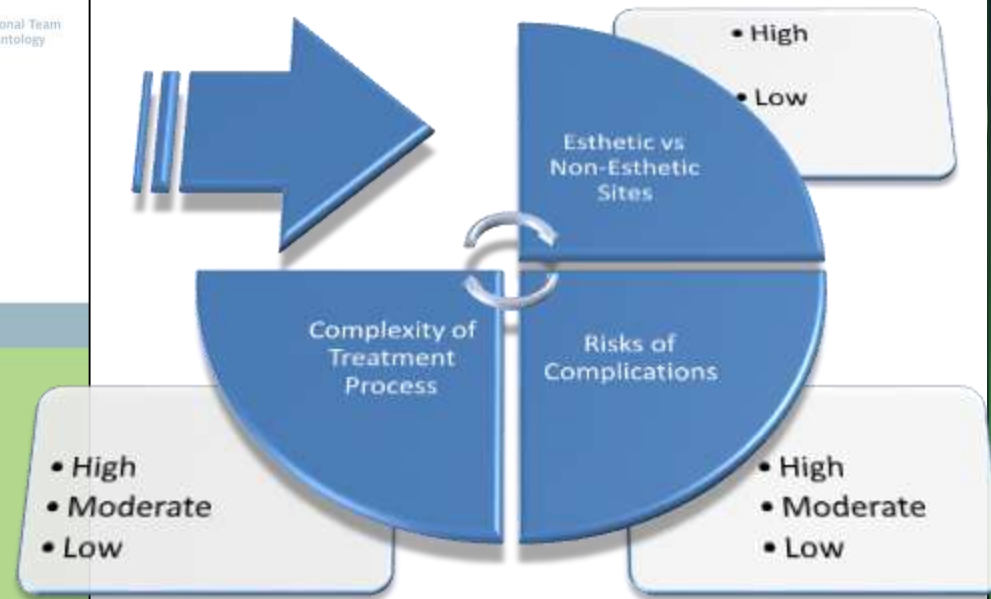 onal Team
ntology
• High
• Low
Esthetic vs
Non-Esthetic
Sites
Complexity of
Treatment
Process
Risks of
Complications
• High
• Moderate
• Low
• High
• Moderate
• Low